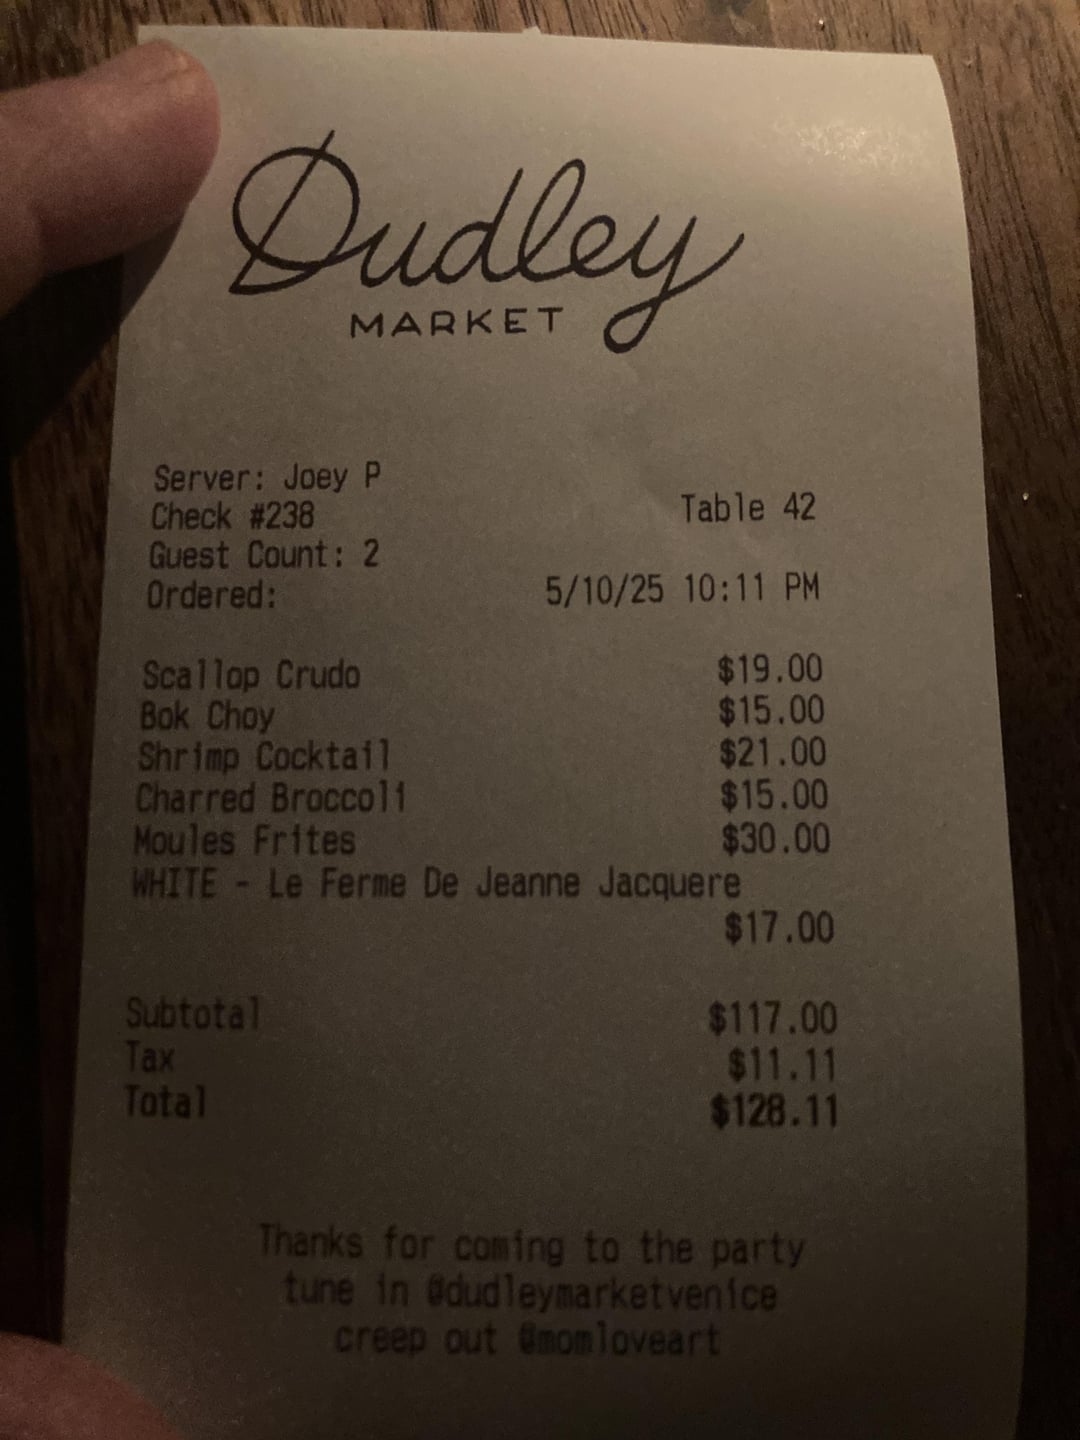 Dudley
MARKET
Server: Joey P
Check #238 Table 42
Guest Count: 2
Ordered: 5/10/25 10:11 PM
Scallop Crudo $19.00
Bok Choy $15.00
Shrimp Cocktail $21.00
Charred Broccoli $15.00
Moules Frites $30.00
WHITE - Le Ferme De Jeanne Jacquere
$17.00
Subtotal $117.00
Tax $11.11
Total $128.11
Thanks for coming to the party
tune in @dudleymarketvenice
creep out @momloveart